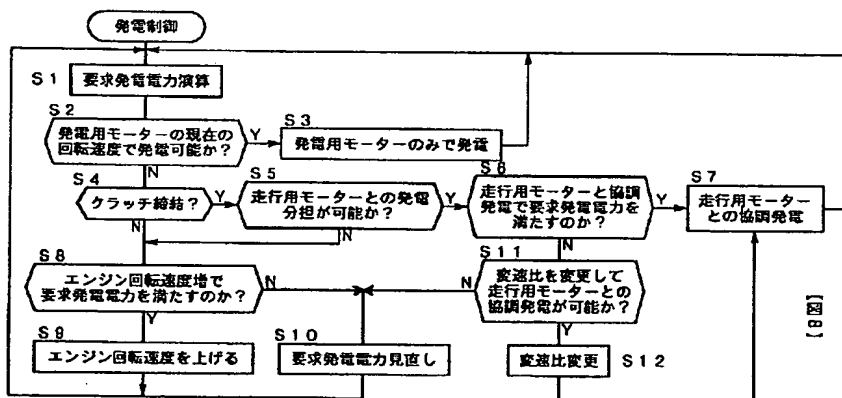 発電制御
S1
要求発電電力演算
S2
発電用モーターの現在の
回転速度で発電可能か?
Y
N
S3
発電用モーターのみで発電
S4
クラッチ締結?
Y
N
S5
走行用モーターとの発電
分担が可能か?
Y
N
S6
走行用モーターと協調
発電で要求発電電力を
満たすのか?
Y
N
S7
走行用モーター
との協調発電
S8
エンジン回転速度増で
要求発電電力を満たすのか?
N
Y
S9
エンジン回転速度を上げる
S10
要求発電電力見直し
S11
変速比を変更して
走行用モーターとの
協調発電が可能か?
N
Y
変速比変更
S12
【図8】